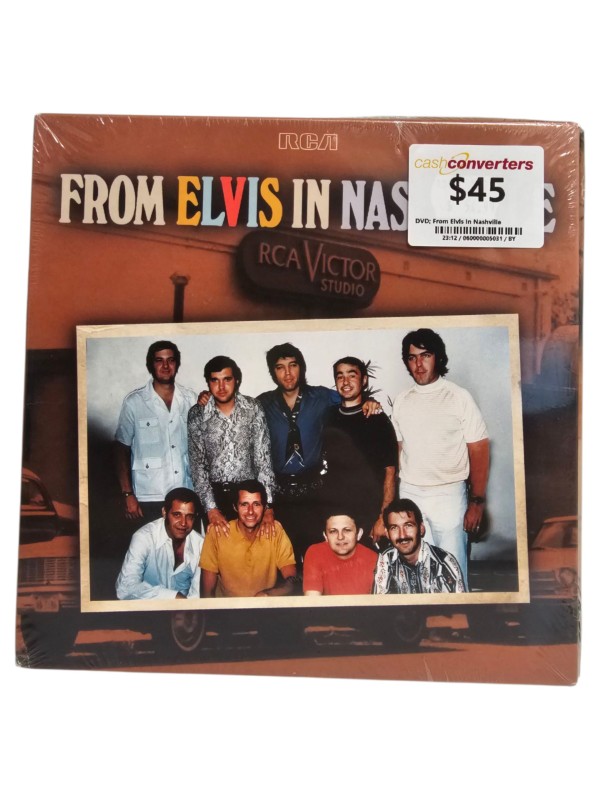 RCA
cashconverters
$45
DVD; From Elvis In Nashville
23:12 / 060000005031 / BY
FROM ELVIS IN NAS E
RCA VICTOR
STUDIO